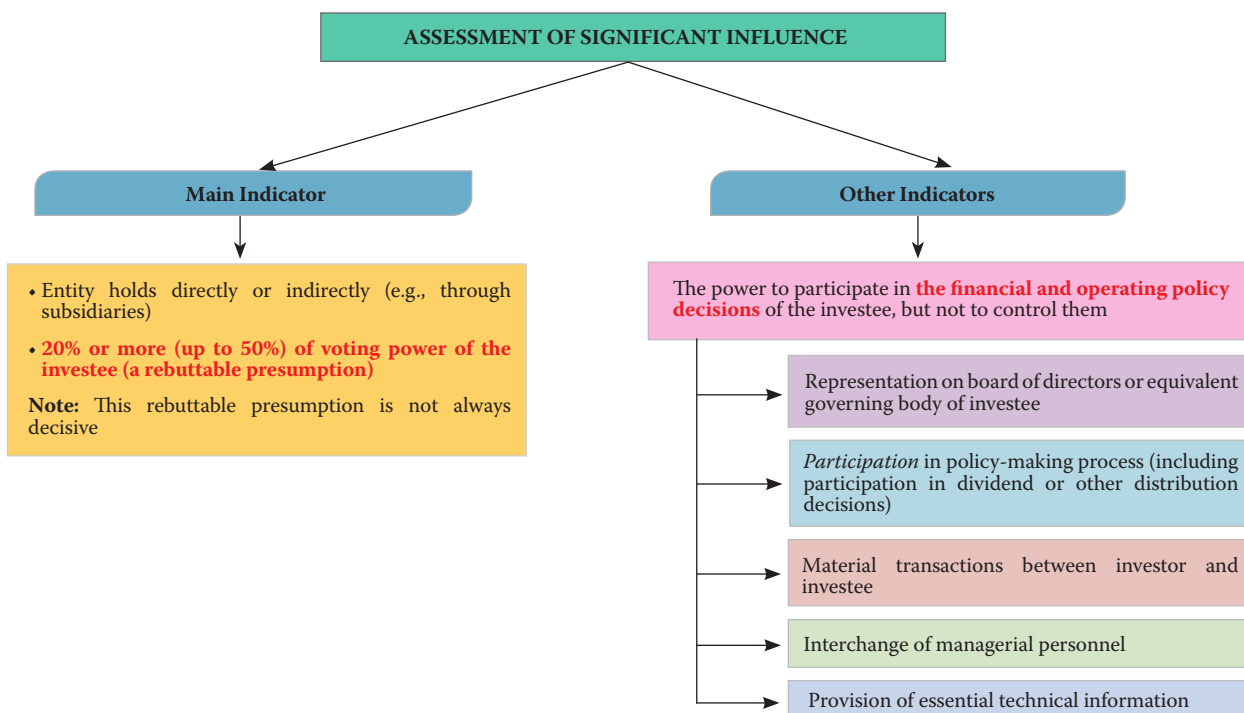 ASSESSMENT OF SIGNIFICANT INFLUENCE
Main Indicator
• Entity holds directly or indirectly (e.g., through
subsidiaries)
• 20% or more (up to 50%) of voting power of the
investee (a rebuttable presumption)
Note: This rebuttable presumption is not always
decisive
Other Indicators
The power to participate in the financial and operating policy
decisions of the investee, but not to control them
Representation on board of directors or equivalent
governing body of investee
Participation in policy-making process (including
participation in dividend or other distribution
decisions)
Material transactions between investor and
investee
Interchange of managerial personnel
Provision of essential technical information